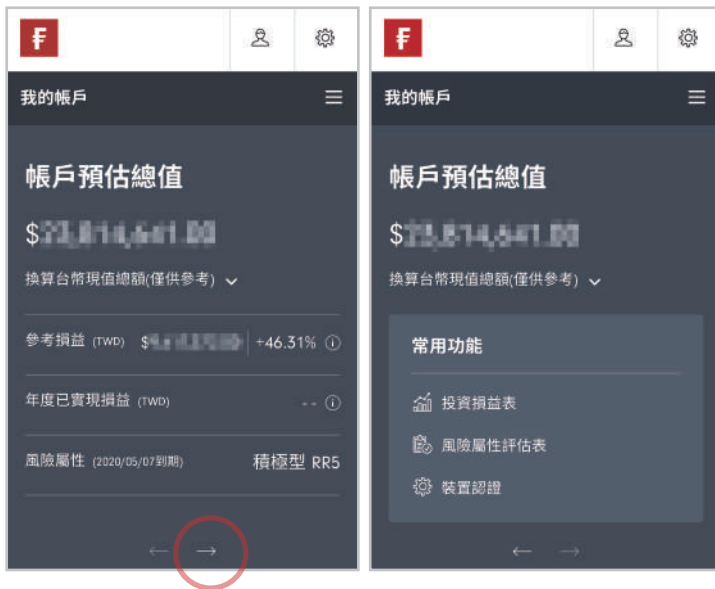 我的帳戶
帳戶預估總值
$
換算台幣現值總額(僅供參考)
參考損益 (TWD) $ +46.31%
年度已實現損益 (TWD) --
風險屬性 (2020/05/07到期) 積極型 RR5
我的帳戶
帳戶預估總值
$
換算台幣現值總額(僅供參考)
常用功能
投資損益表
風險屬性評估表
裝置認證